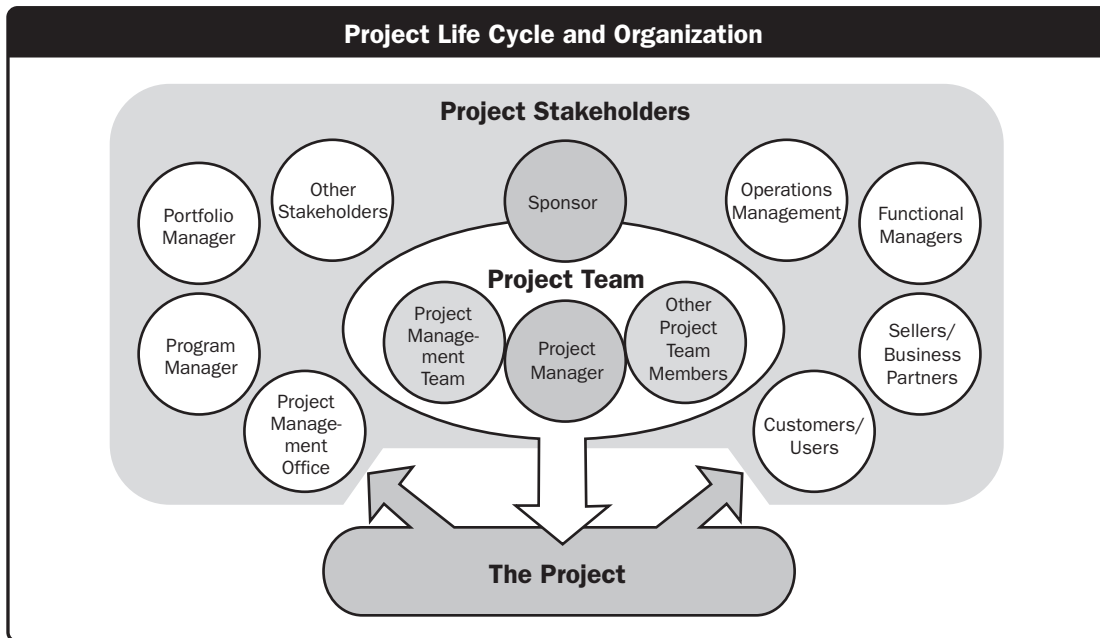 Project Life Cycle and Organization
Project Stakeholders
Portfolio
Manager
Other
Stakeholders
Sponsor
Operations
Management
Functional
Managers
Program
Manager
Project
Manage-
ment
Office
Project Team
Project
Manage-
ment
Team
Project
Manager
Other
Project
Team
Members
Sellers/
Business
Partners
Customers/
Users
The Project